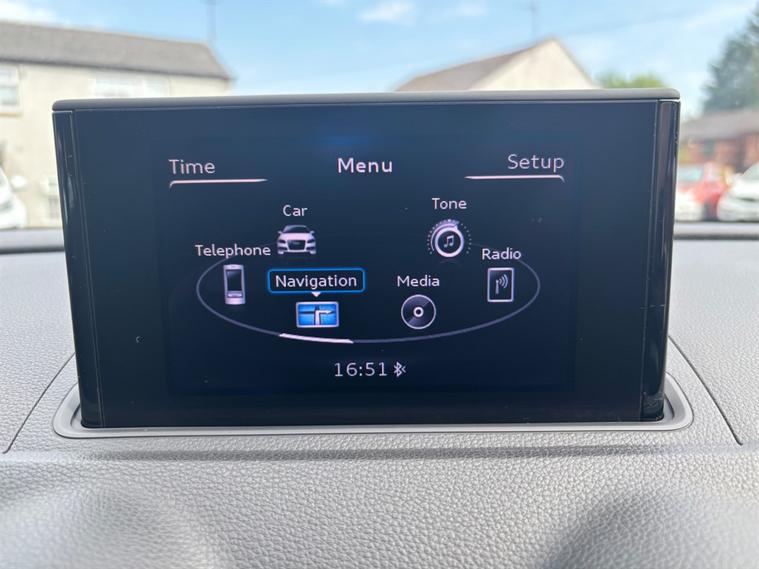 Time Menu Setup
Car Tone
Telephone Radio
Navigation Media
16:51